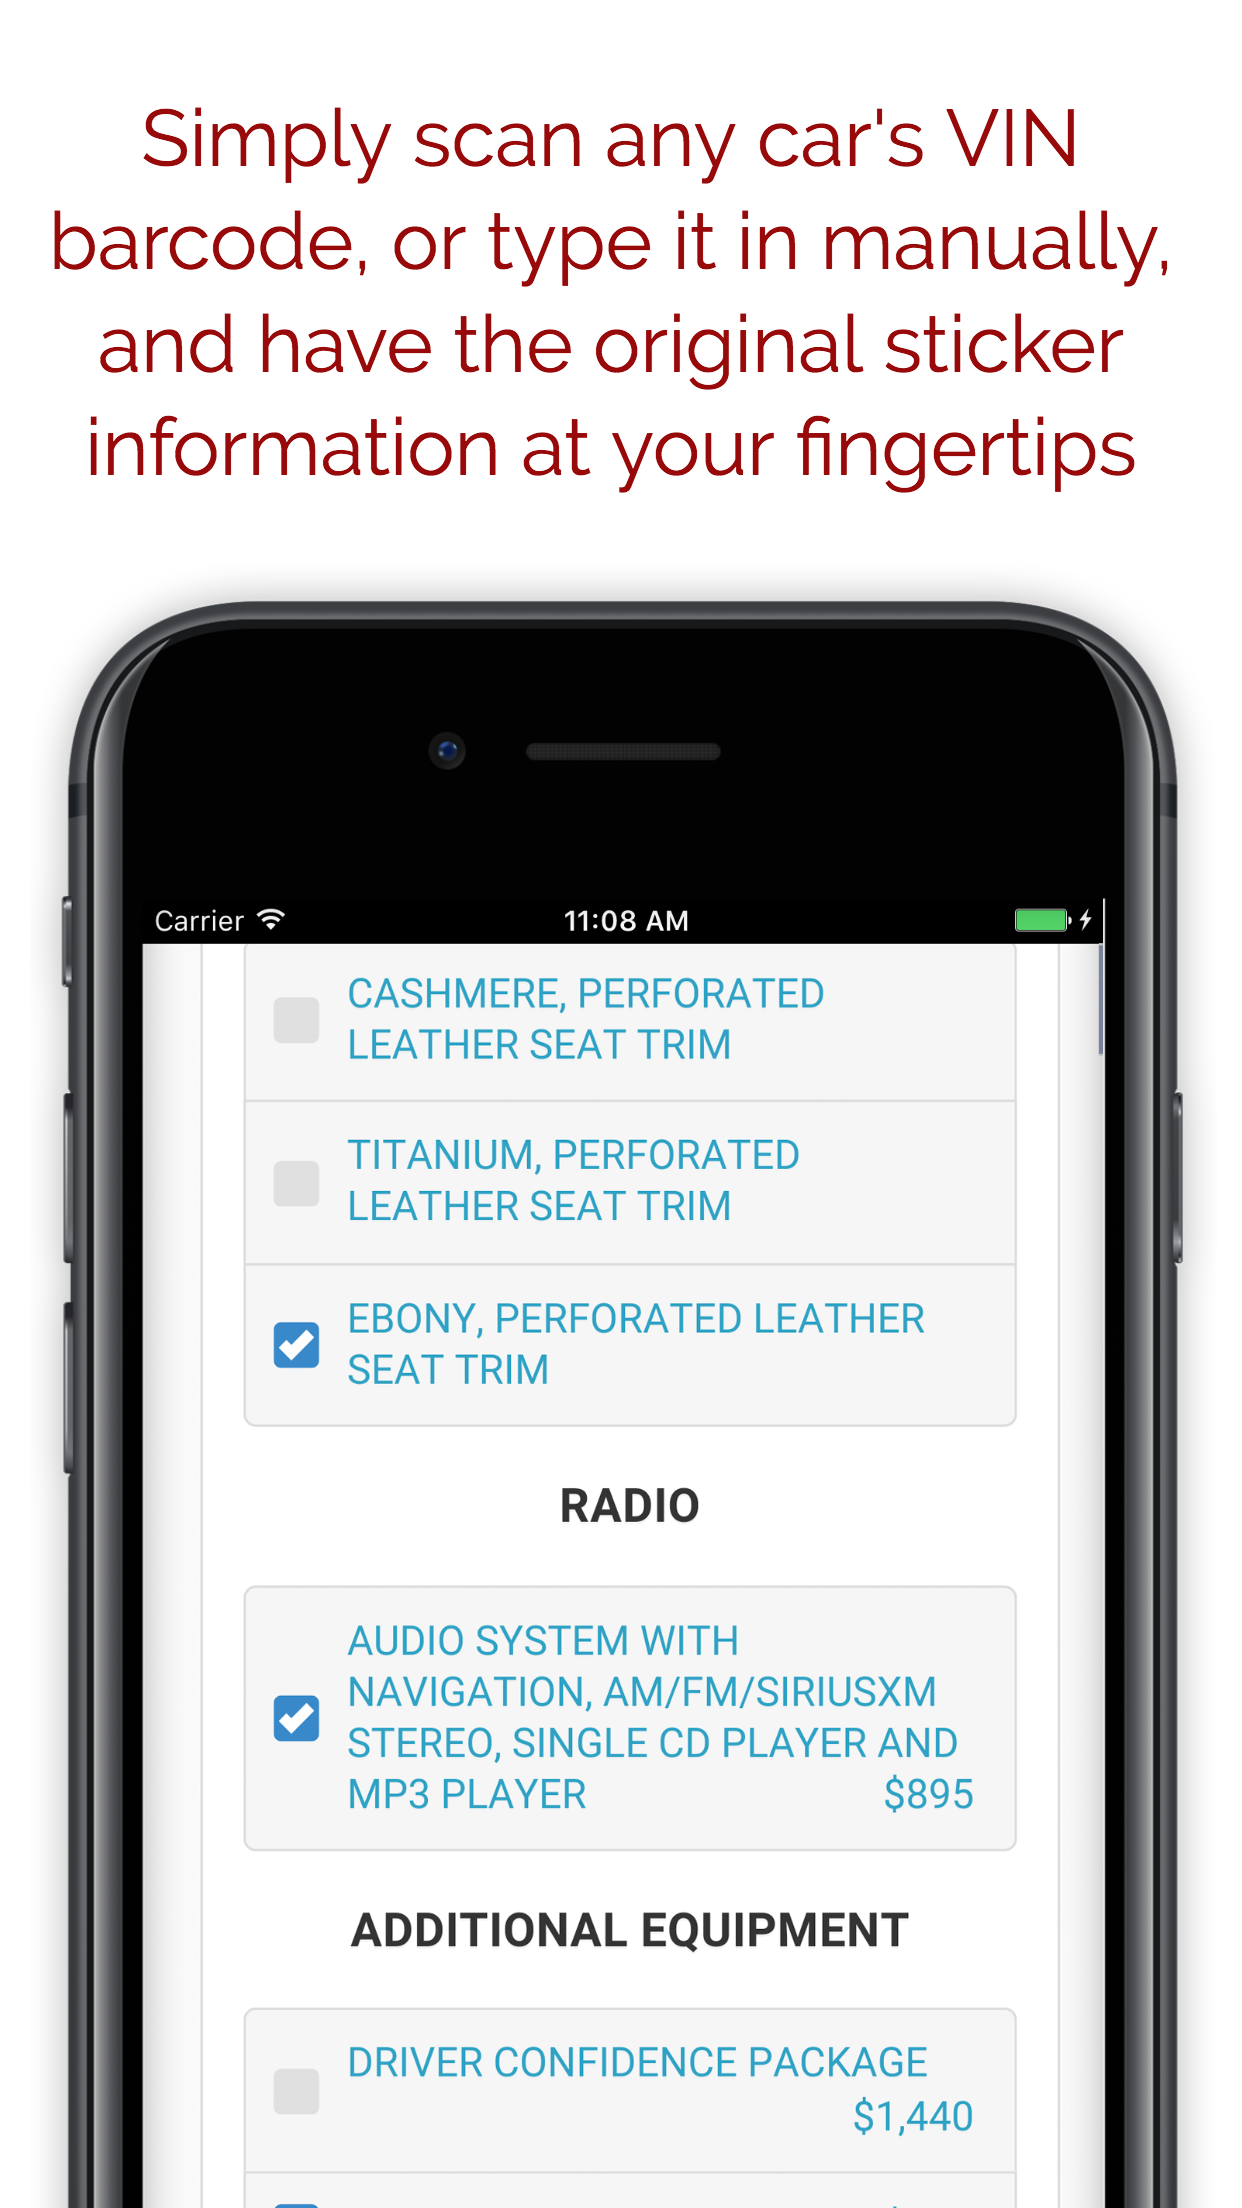 Simply scan any car's VIN
barcode, or type it in manually,
and have the original sticker
information at your fingertips
Carrier 11:08 AM
CASHMERE, PERFORATED
LEATHER SEAT TRIM
TITANIUM, PERFORATED
LEATHER SEAT TRIM
EBONY, PERFORATED LEATHER
SEAT TRIM
RADIO
AUDIO SYSTEM WITH
NAVIGATION, AM/FM/SIRIUSXM
STEREO, SINGLE CD PLAYER AND
MP3 PLAYER $895
ADDITIONAL EQUIPMENT
DRIVER CONFIDENCE PACKAGE
$1,440